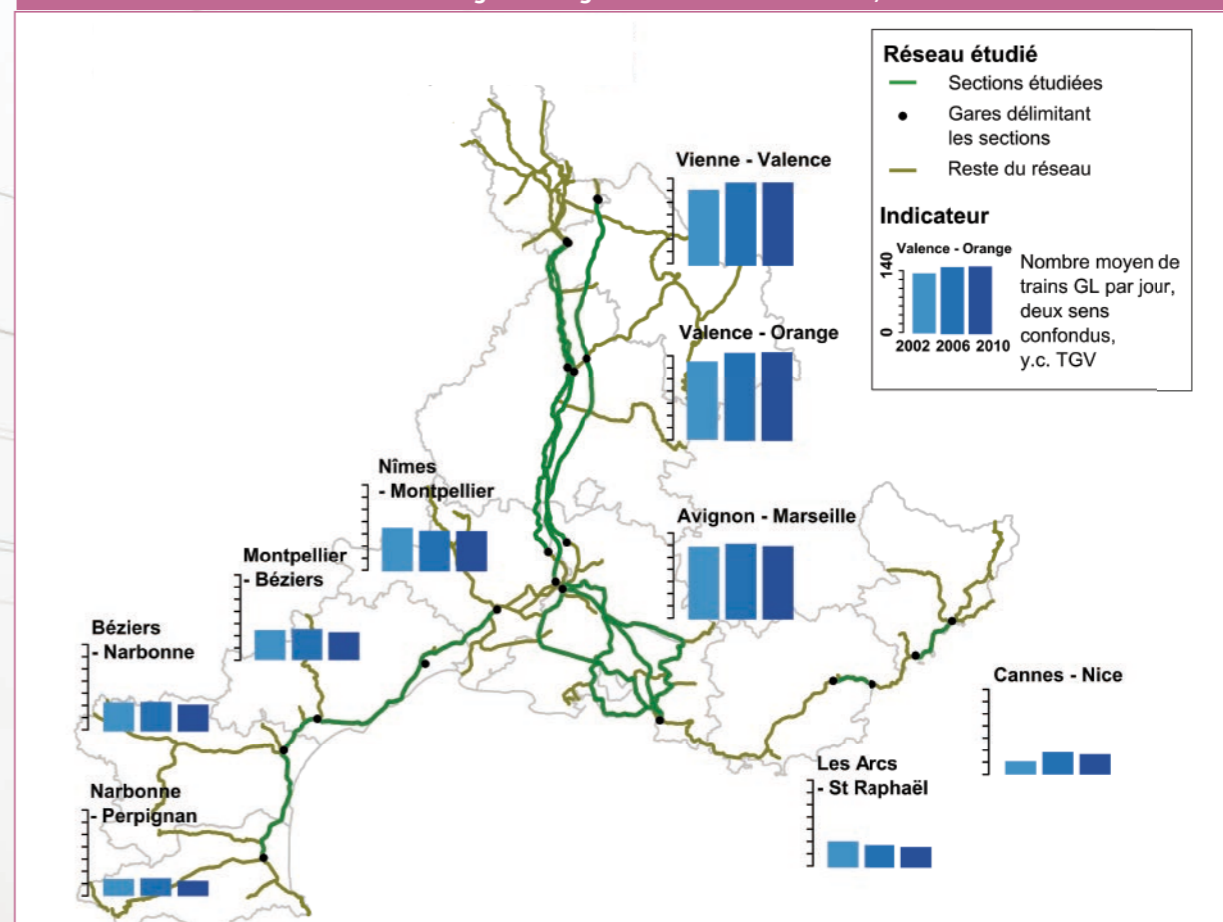 Réseau étudié
Sections étudiées
Gares délimitant
les sections
Reste du réseau
Indicateur
Valence - Orange
140
0
2002 2006 2010
Nombre moyen de
trains GL par jour,
deux sens
confondus,
y.c. TGV
Vienne - Valence
Valence - Orange
Nîmes
- Montpellier
Avignon - Marseille
Montpellier
- Béziers
Béziers
- Narbonne
Cannes - Nice
Les Arcs
- St Raphaël
Narbonne
- Perpignan